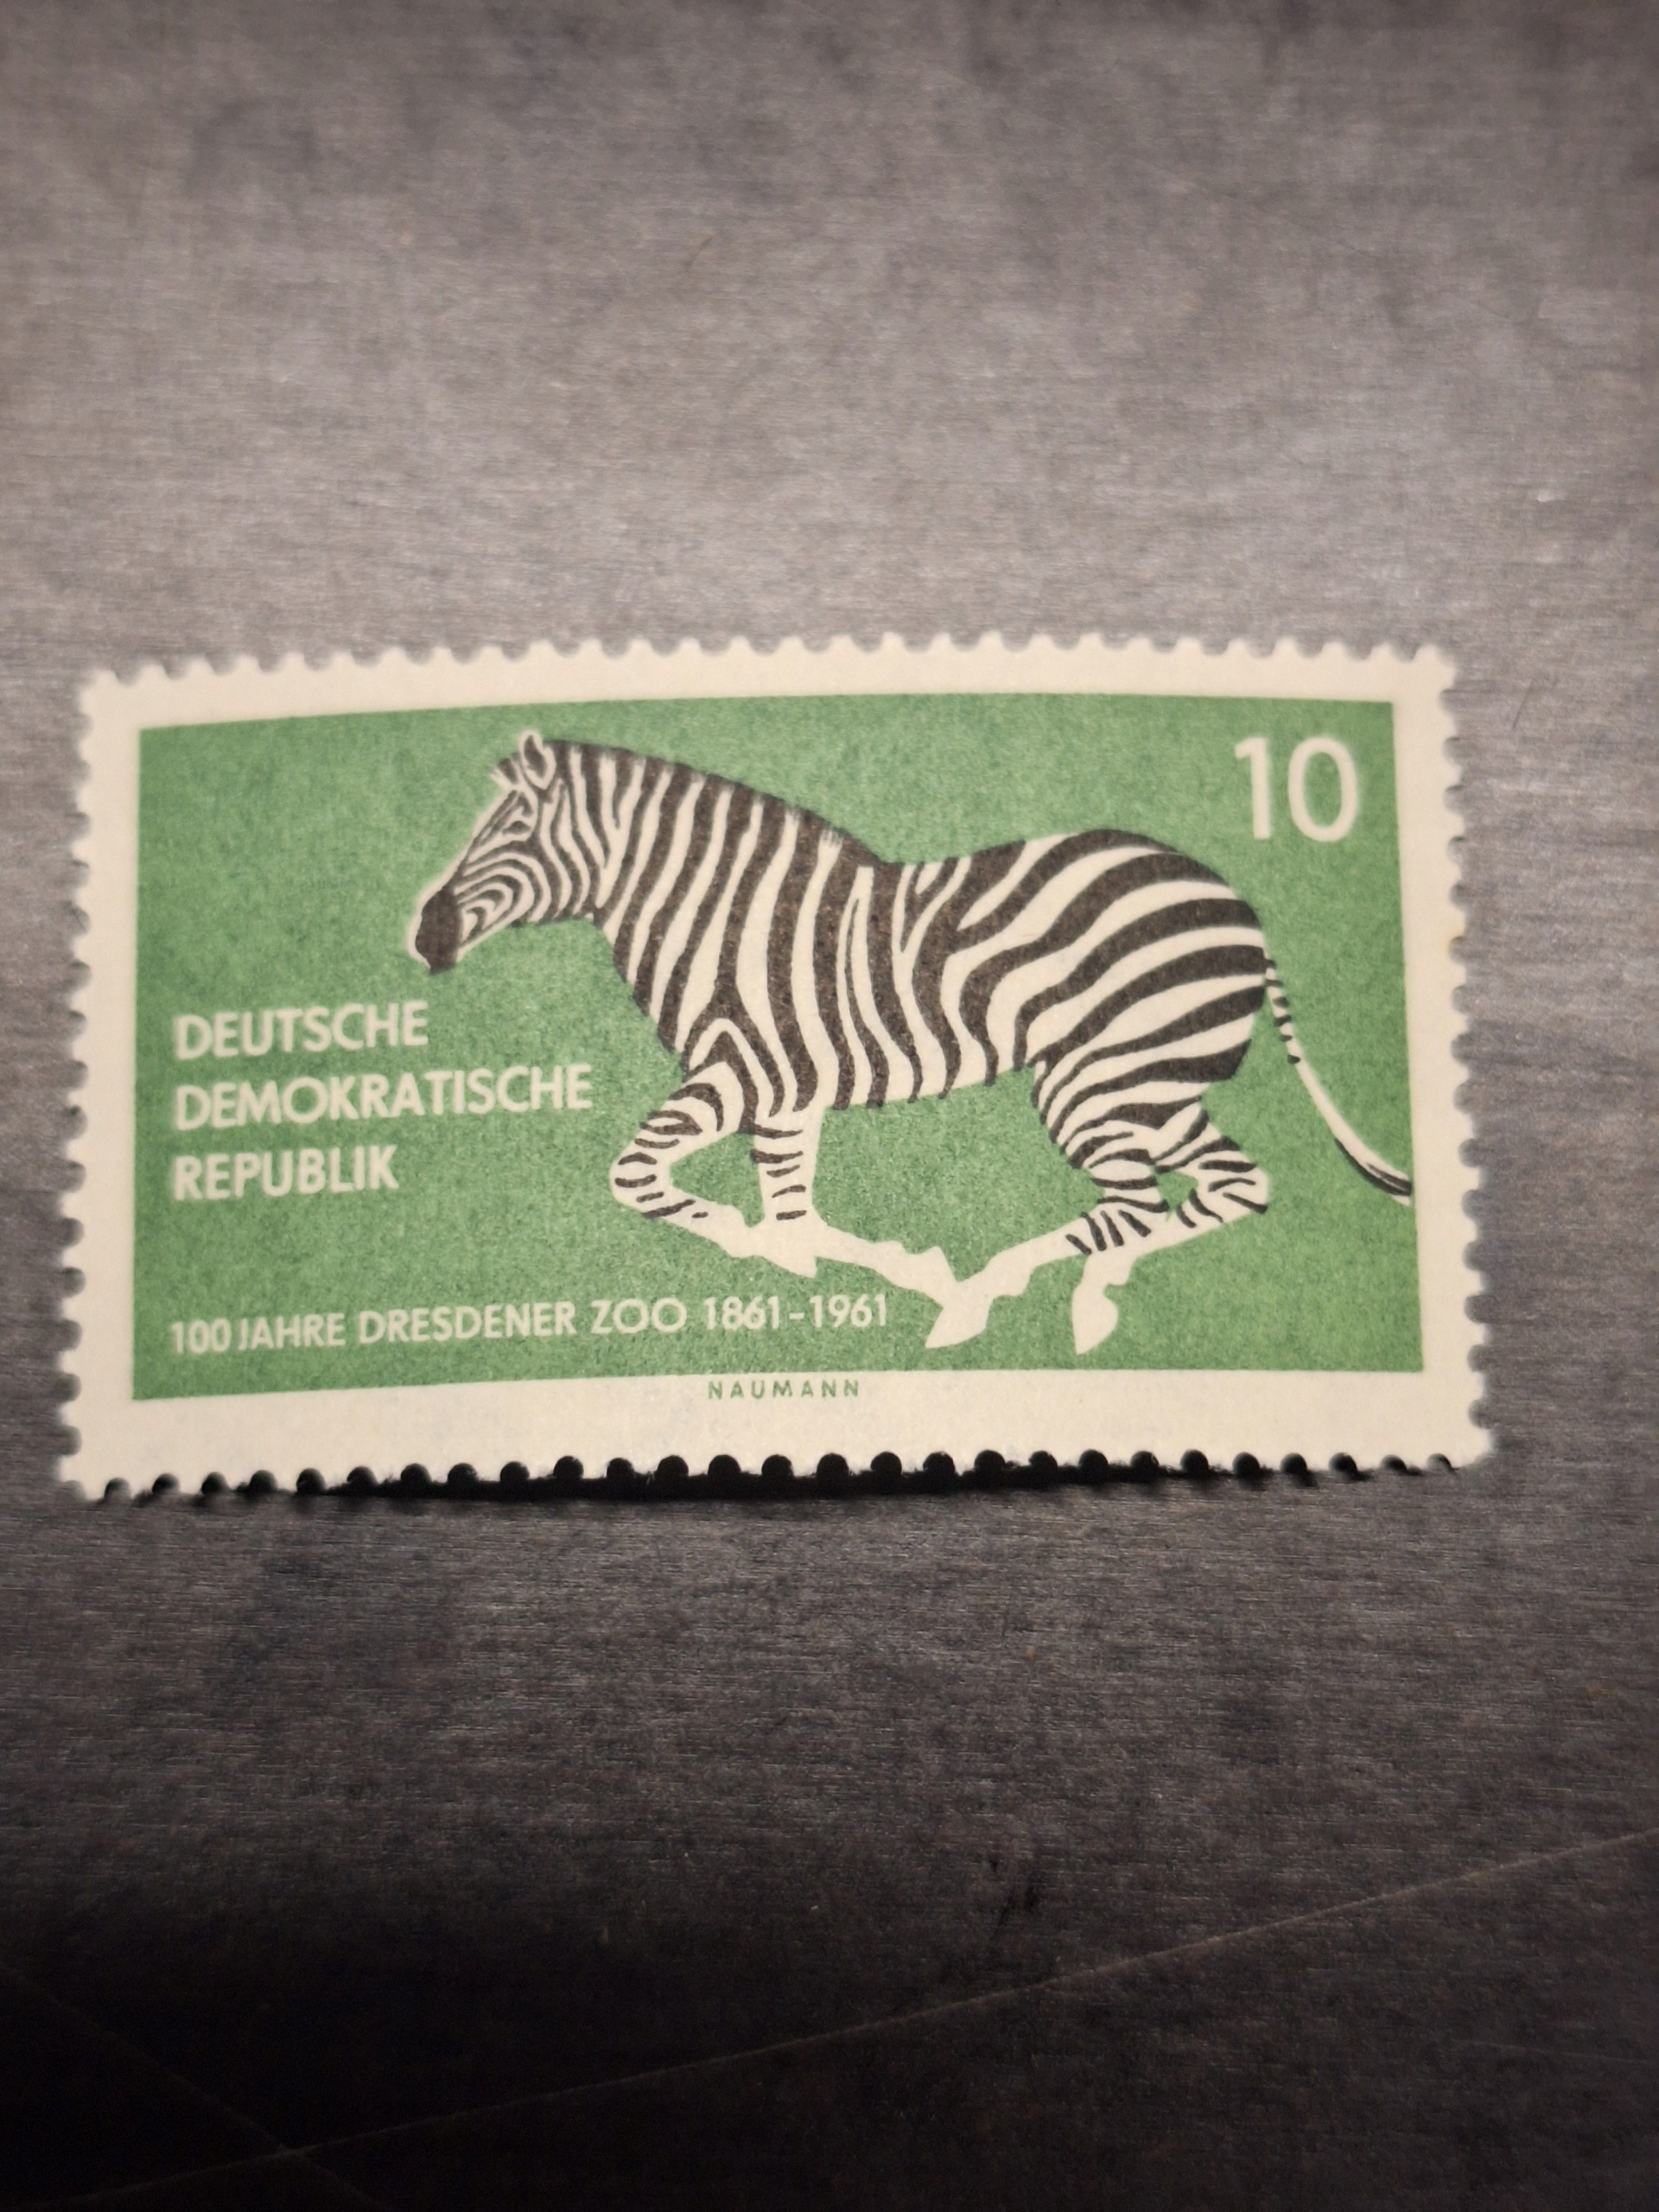 10
DEUTSCHE
DEMOKRATISCHE
REPUBLIK
100 JAHRE DRESDENER ZOO 1861-1961
NAUMANN